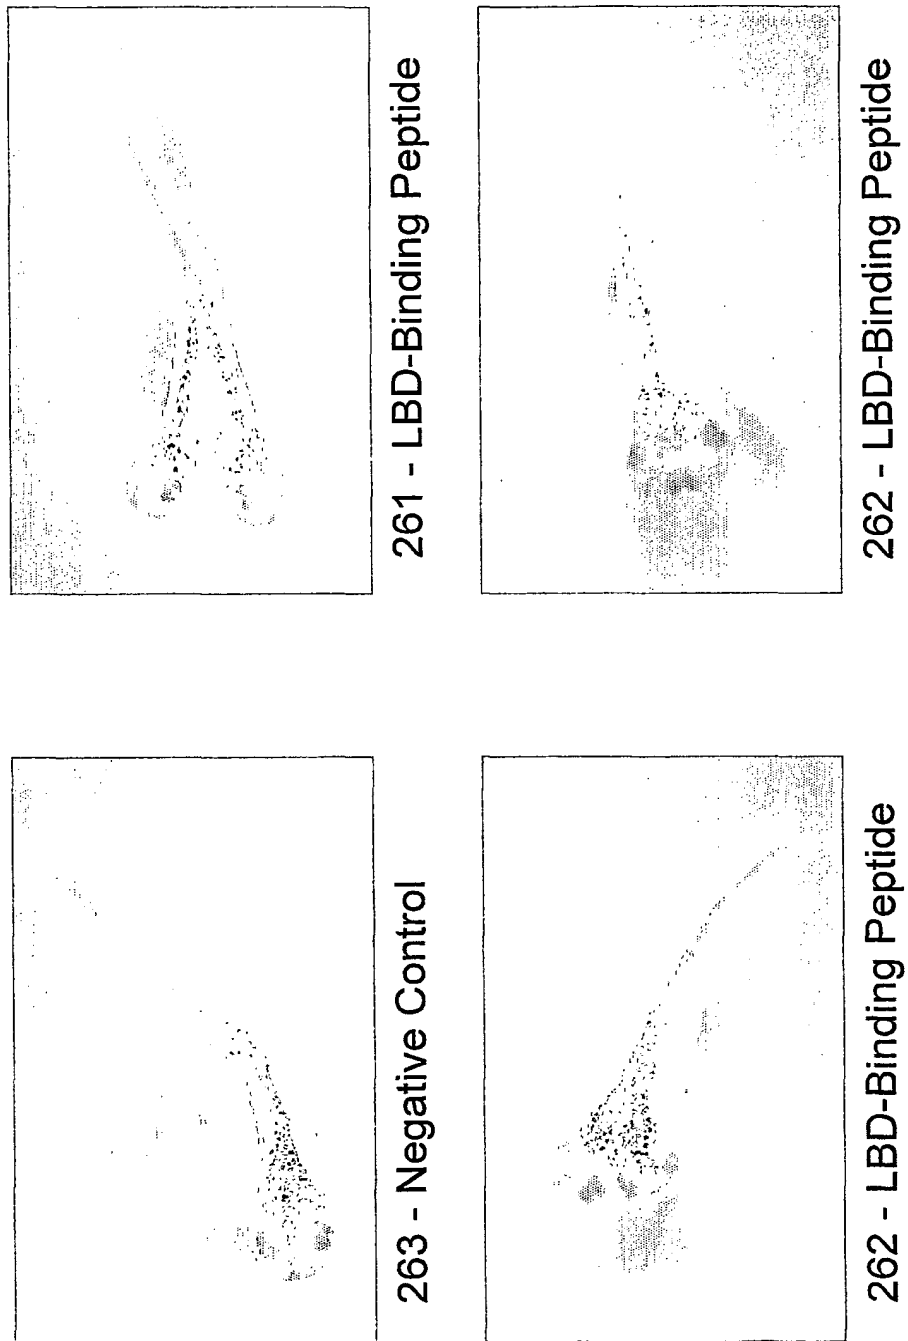 263 - Negative Control
261 - LBD-Binding Peptide
262 - LBD-Binding Peptide
262 - LBD-Binding Peptide